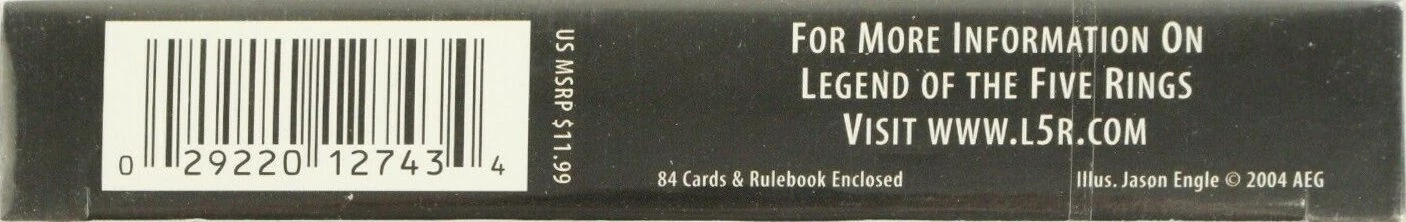 0 29220 12743 4
US MSRP $11.99
FOR MORE INFORMATION ON
LEGEND OF THE FIVE RINGS
VISIT WWW.L5R.COM
84 Cards & Rulebook Enclosed
Illus. Jason Engle © 2004 AEG